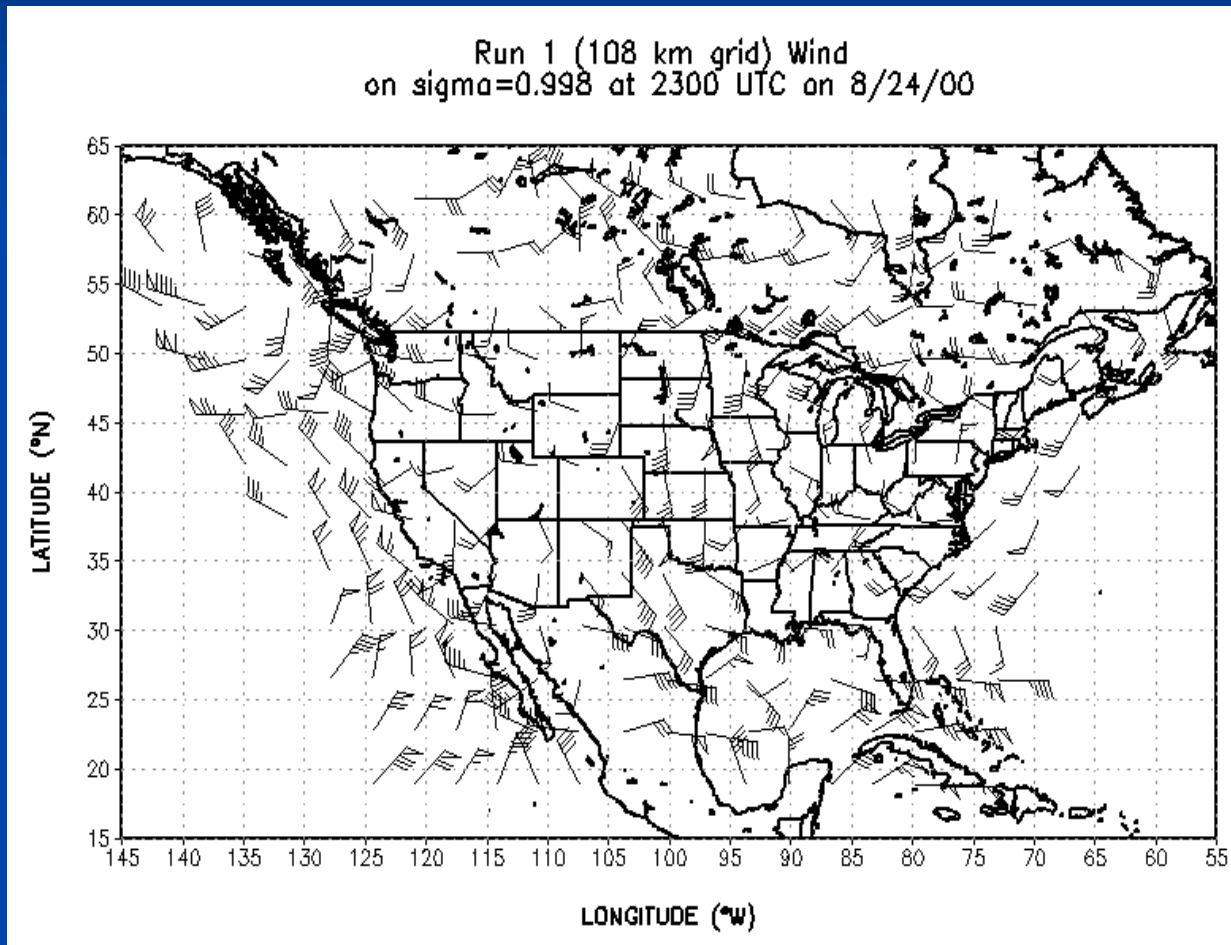 Run 1 (108 km grid) Wind
on sigma=0.998 at 2300 UTC on 8/24/00
65
60
55
50
45
40
35
30
25
20
15
LATITUDE (°N)
145 140 135 130 125 120 115 110 105 100 95 90 85 80 75 70 65 60 55
LONGITUDE (°W)